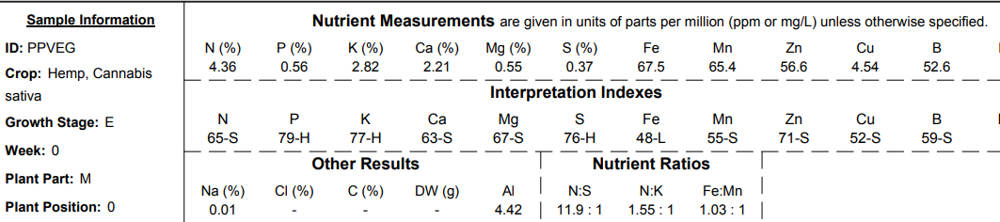 Sample Information
ID: PPVEG
Crop: Hemp, Cannabis
sativa
Growth Stage: E
Week: 0
Plant Part: M
Plant Position: 0
Nutrient Measurements are given in units of parts per million (ppm or mg/L) unless otherwise specified.
N (%) P (%) K (%) Ca (%) Mg (%) S (%) Fe Mn Zn Cu B
4.36 0.56 2.82 2.21 0.55 0.37 67.5 65.4 56.6 4.54 52.6
Interpretation Indexes
N P K Ca Mg S Fe Mn Zn Cu B
65-S 79-H 77-H 63-S 67-S 76-H 48-L 55-S 71-S 52-S 59-S
Other Results
Na (%) Cl (%) C (%) DW (g) Al
0.01 - - - 4.42
Nutrient Ratios
N:S N:K Fe:Mn
11.9 : 1 1.55 : 1 1.03 : 1